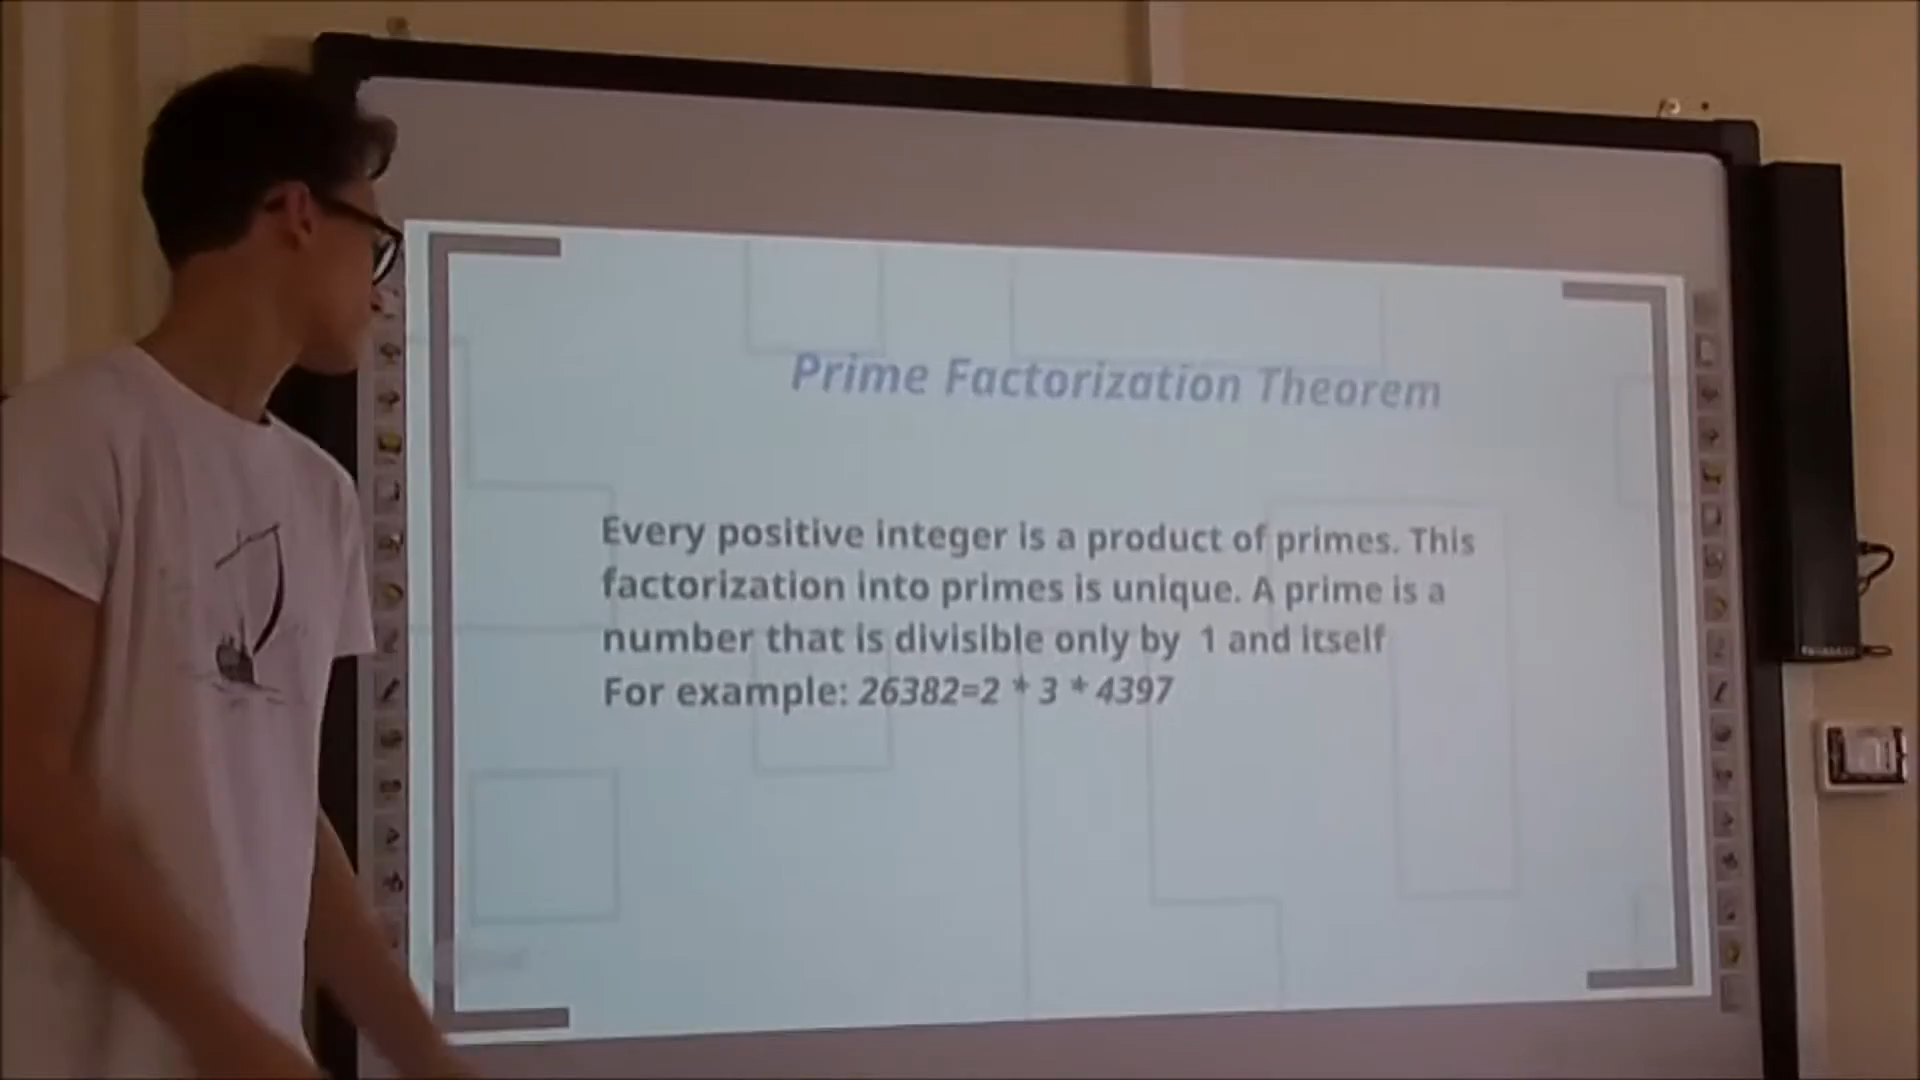 Prime Factorization Theorem
Every positive integer is a product of primes. This
factorization into primes is unique. A prime is a
number that is divisible only by 1 and itself
For example: 26382=2 * 3 * 4397